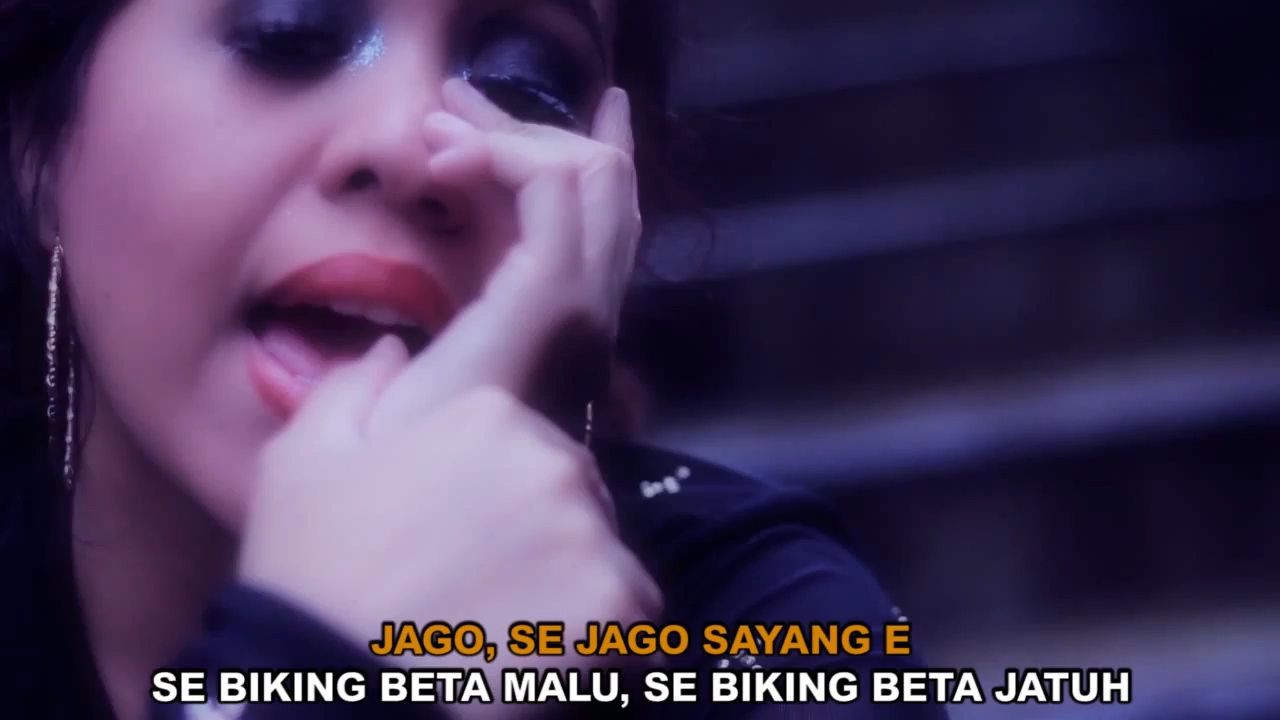 JAGO, SE JAGO SAYANG E
SE BIKING BETA MALU, SE BIKING BETA JATUH